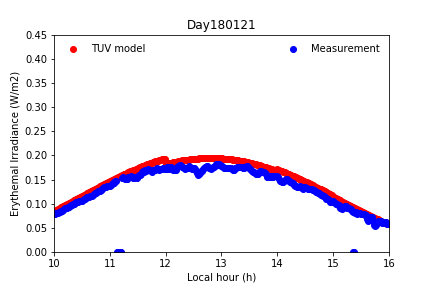 Day180121
TUV model
Measurement
Erythemal Irradiance (W/m2)
0.45
0.40
0.35
0.30
0.25
0.20
0.15
0.10
0.05
0.00
10 11 12 13 14 15 16
Local hour (h)